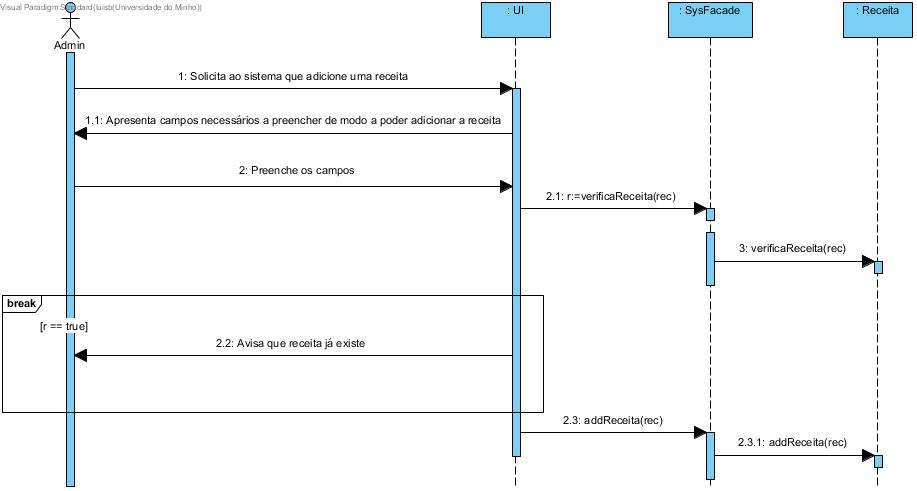 Visual Paradigm Standard(luisb(Universidade do Minho))
Admin
: UI
: SysFacade
: Receita
1: Solicita ao sistema que adicione uma receita
1.1: Apresenta campos necessários a preencher de modo a poder adicionar a receita
2: Preenche os campos
2.1: r:=verificaReceita(rec)
3: verificaReceita(rec)
break
[r == true]
2.2: Avisa que receita já existe
2.3: addReceita(rec)
2.3.1: addReceita(rec)